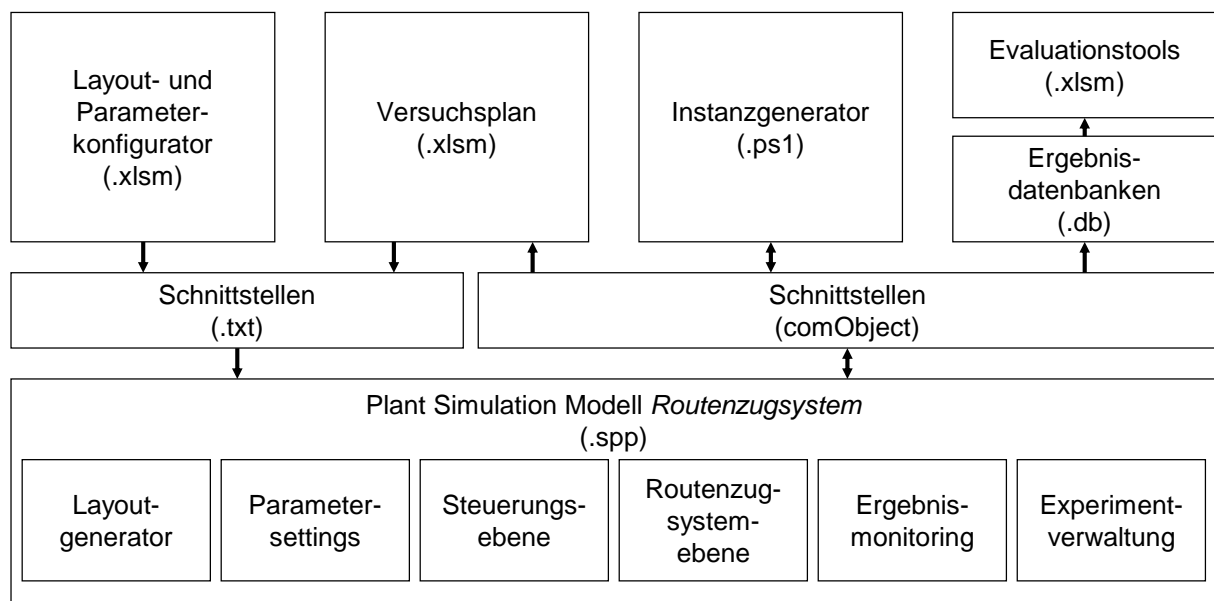 Layout- und
Parameter-
konfigurator
(.xlsm)
Versuchsplan
(.xlsm)
Instanzgenerator
(.ps1)
Evaluationstools
(.xlsm)
Ergebnis-
datenbanken
(.db)
Schnittstellen
(.txt)
Schnittstellen
(comObject)
Plant Simulation Modell Routenzugsystem
(.spp)
Layout-
generator
Parameter-
settings
Steuerungs-
ebene
Routenzug-
system-
ebene
Ergebnis-
monitoring
Experiment-
verwaltung